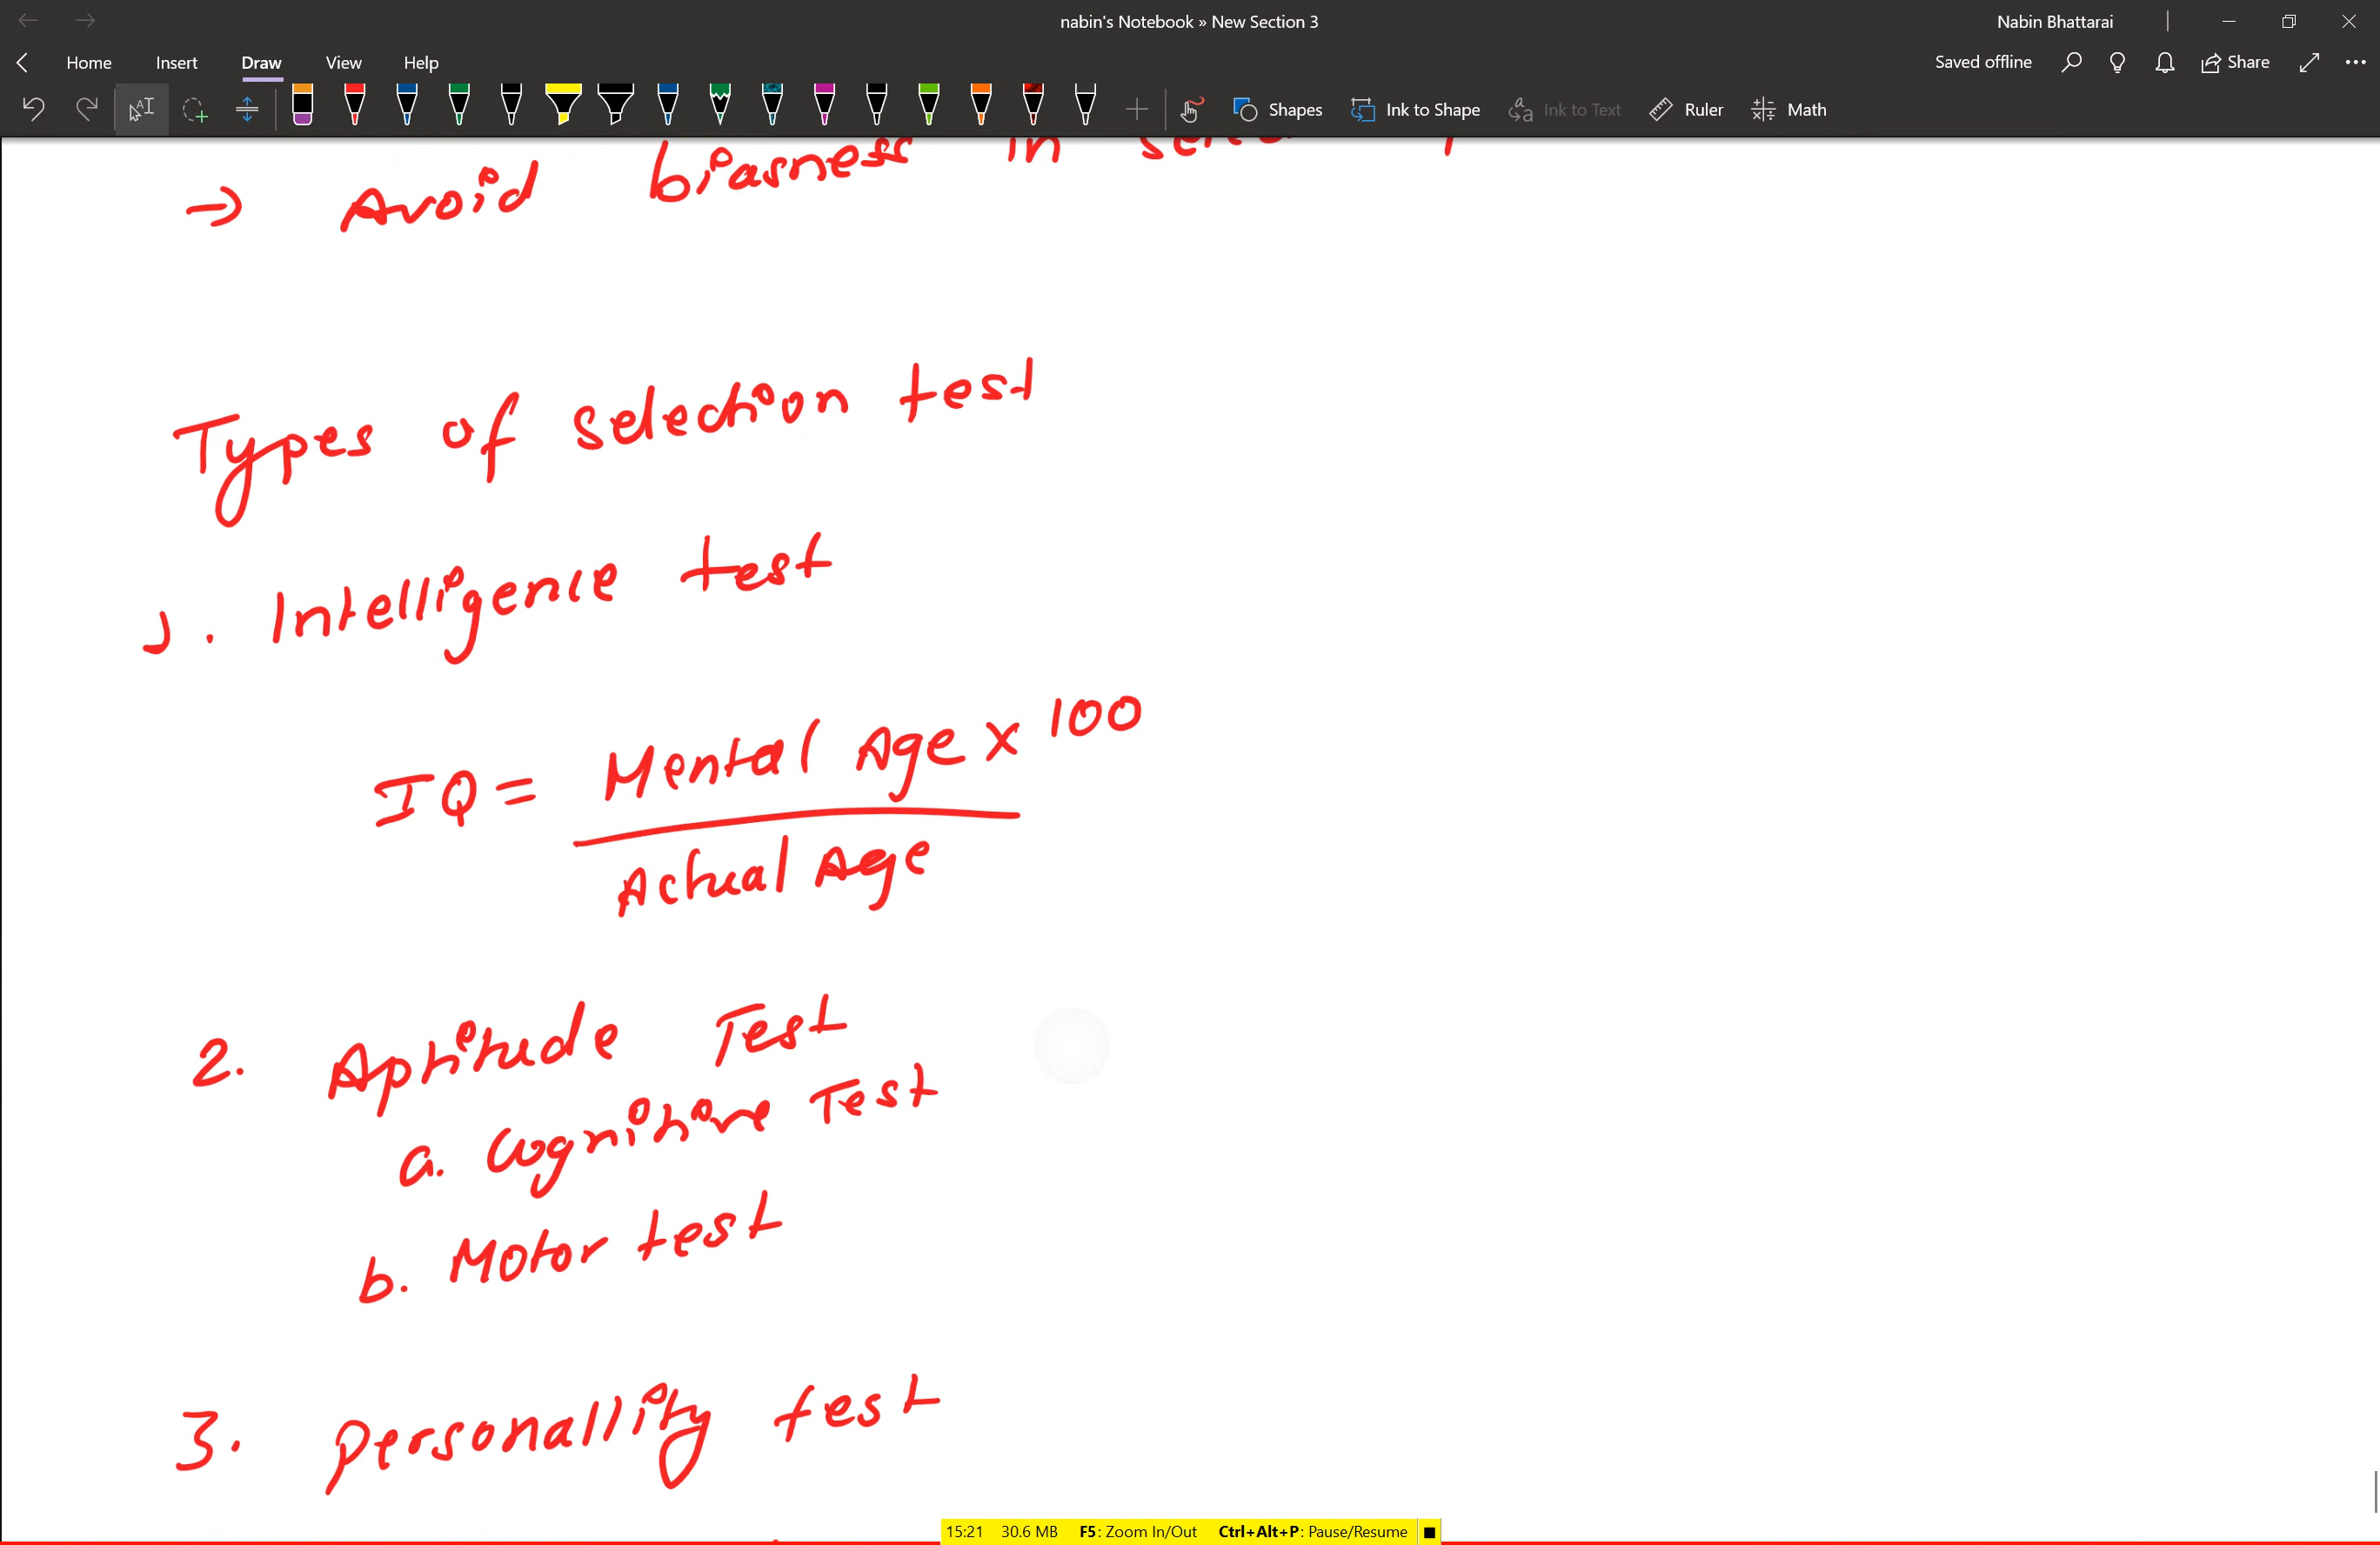 nabin's Notebook » New Section 3
Nabin Bhattarai
Home Insert Draw View Help
Saved offline
Share
Shapes
Ink to Shape
Ink to Text
Ruler
Math
→ Avoid biasness in
Types of selection test
1. Intelligence test
IQ = Mental Age x 100
Actual Age
2. Aptitude Test
a. Cognitive Test
b. Motor test
3. personallity test
15:21 30.6 MB F5: Zoom In/Out Ctrl+Alt+P: Pause/Resume